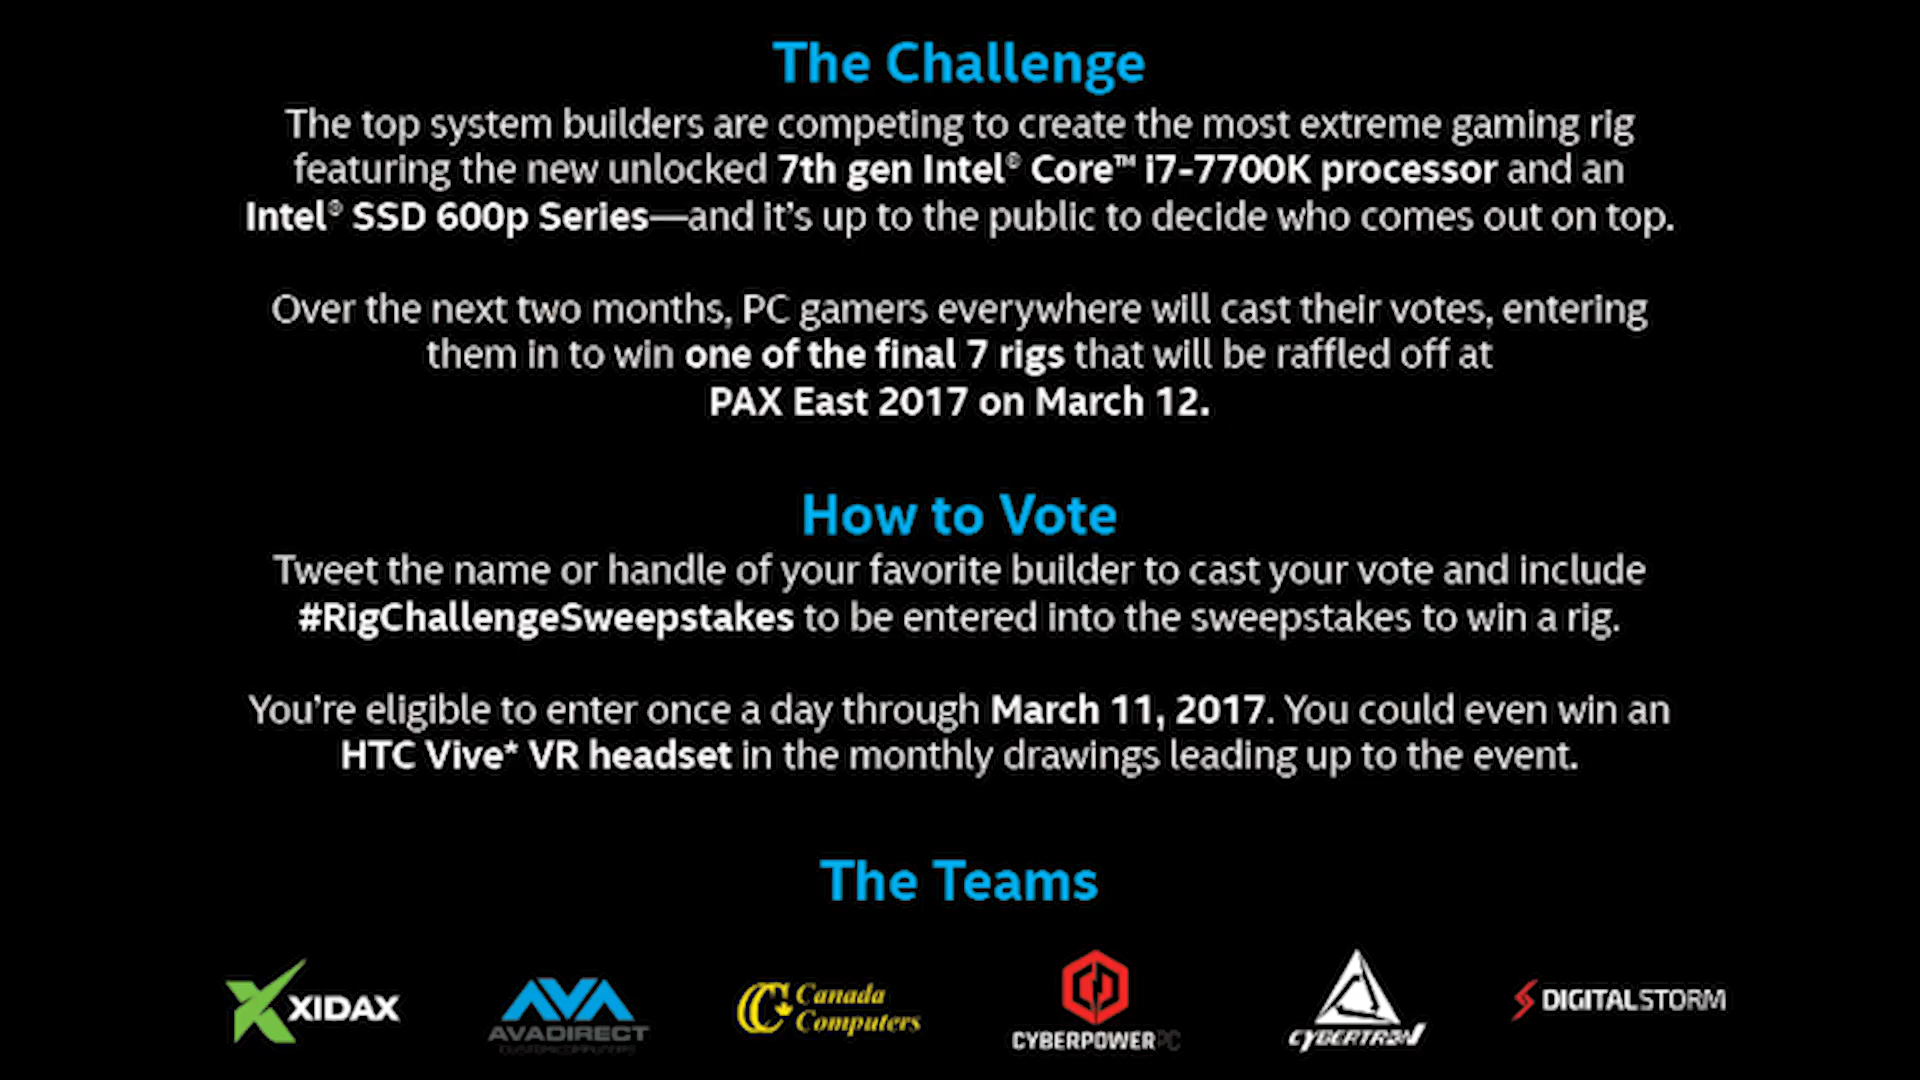 The Challenge
The top system builders are competing to create the most extreme gaming rig
featuring the new unlocked 7th gen Intel® Core™ i7-7700K processor and an
Intel® SSD 600p Series—and it's up to the public to decide who comes out on top.
Over the next two months, PC gamers everywhere will cast their votes, entering
them in to win one of the final 7 rigs that will be raffled off at
PAX East 2017 on March 12.
How to Vote
Tweet the name or handle of your favorite builder to cast your vote and include
#RigChallengeSweepstakes to be entered into the sweepstakes to win a rig.
You're eligible to enter once a day through March 11, 2017. You could even win an
HTC Vive* VR headset in the monthly drawings leading up to the event.
The Teams
XIDAX
AVA
AVADIRECT
CUSTOM COMPUTERS
Canada
Computers
CYBERPOWERPC
CYBERTRON
DIGITALSTORM